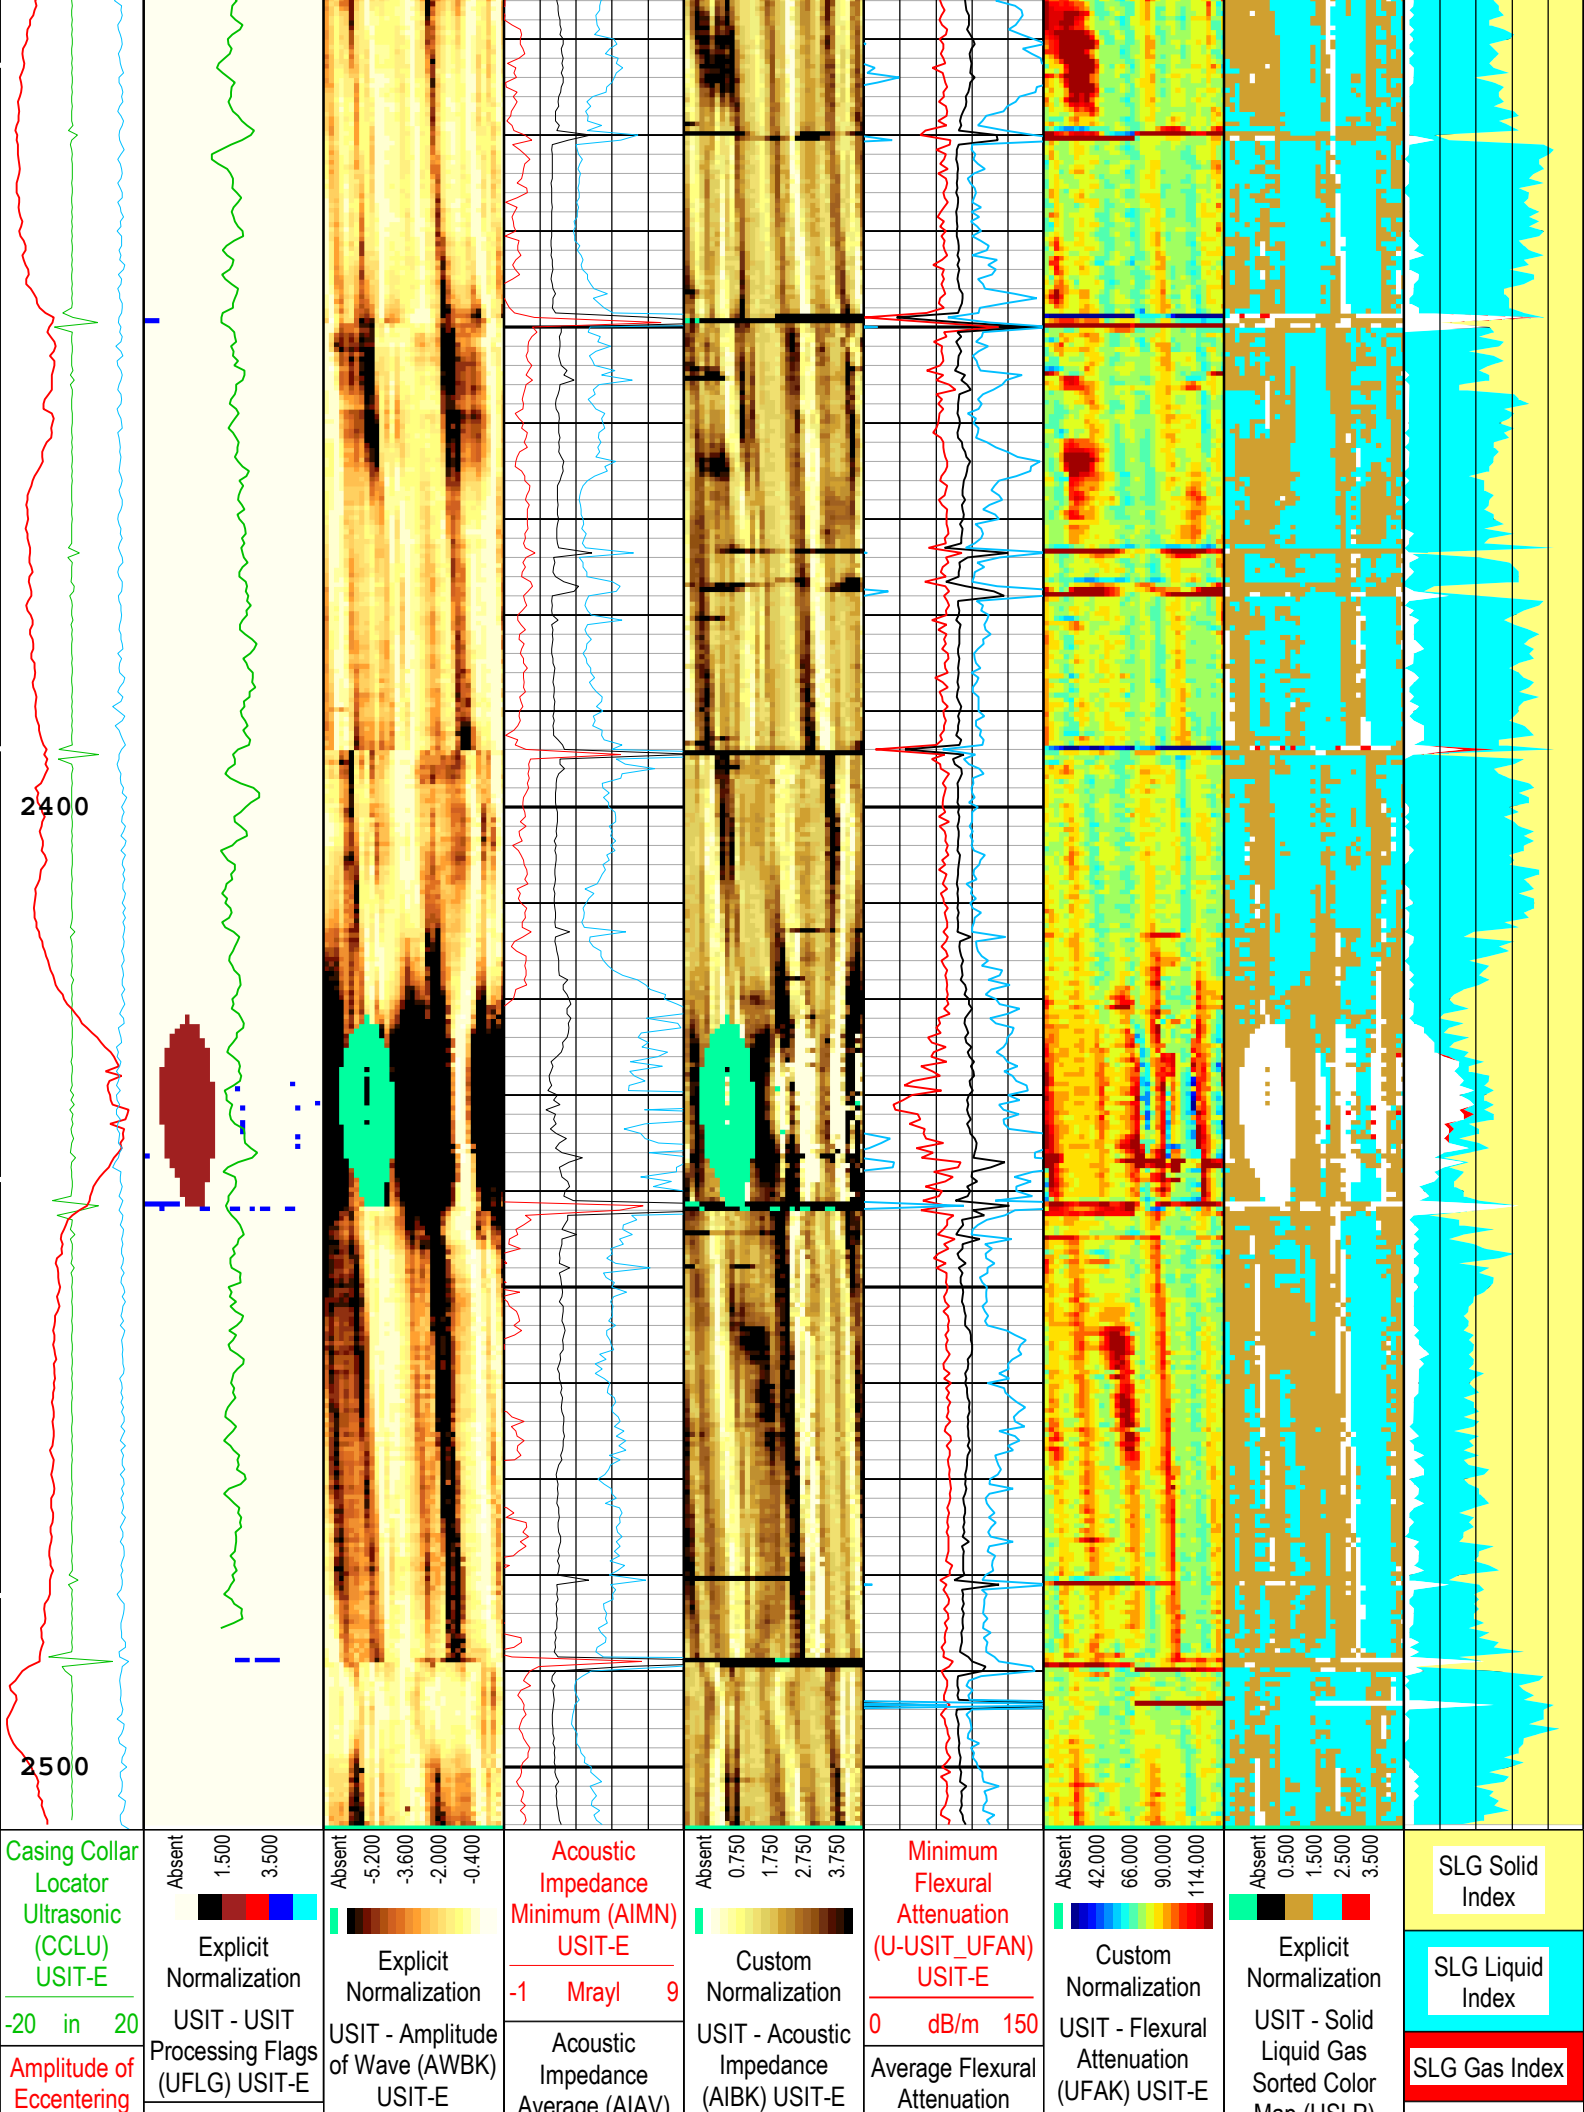 2400
2500
Casing Collar
Locator
Ultrasonic
(CCLU)
USIT-E
-20 in 20
Amplitude of
Eccentering
Absent
1.500
3.500
Explicit
Normalization
USIT - USIT
Processing Flags
(UFLG) USIT-E
Absent
-5.200
-3.600
-2.000
-0.400
Explicit
Normalization
USIT - Amplitude
of Wave (AWBK)
USIT-E
Acoustic
Impedance
Minimum (AIMN)
USIT-E
-1 Mrayl 9
Acoustic
Impedance
Average (AIAV)
Absent
0.750
1.750
2.750
3.750
Custom
Normalization
USIT - Acoustic
Impedance
(AIBK) USIT-E
Minimum
Flexural
Attenuation
(U-USIT_UFAN)
USIT-E
0 dB/m 150
Average Flexural
Attenuation
Absent
42.000
66.000
90.000
114.000
Custom
Normalization
USIT - Flexural
Attenuation
(UFAK) USIT-E
Absent
0.500
1.500
2.500
3.500
Explicit
Normalization
USIT - Solid
Liquid Gas
Sorted Color
Map (USLP)
SLG Solid
Index
SLG Liquid
Index
SLG Gas Index